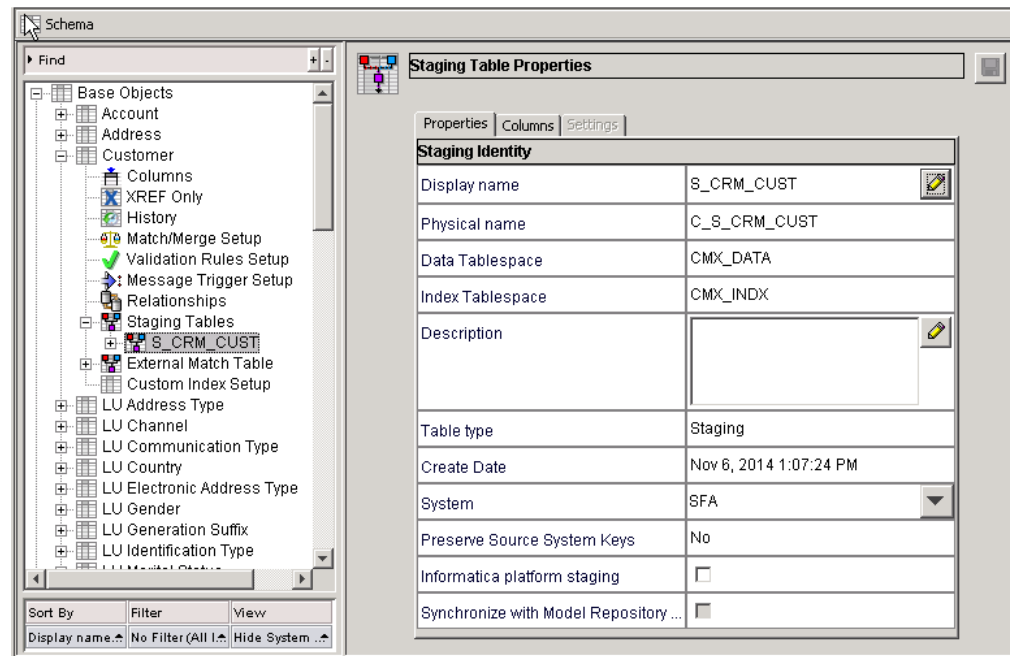 Schema
Find
+ -
Base Objects
Account
Address
Customer
Columns
XREF Only
History
Match/Merge Setup
Validation Rules Setup
Message Trigger Setup
Relationships
Staging Tables
S_CRM_CUST
External Match Table
Custom Index Setup
LU Address Type
LU Channel
LU Communication Type
LU Country
LU Electronic Address Type
LU Gender
LU Generation Suffix
LU Identification Type
LU Marital Status
Sort By Filter View
Display name. No Filter (All I. Hide System ..
Staging Table Properties
Properties Columns Settings
Staging Identity
Display name S_CRM_CUST
Physical name C_S_CRM_CUST
Data Tablespace CMX_DATA
Index Tablespace CMX_INDX
Description
Table type Staging
Create Date Nov 6, 2014 1:07:24 PM
System SFA
Preserve Source System Keys No
Informatica platform staging
Synchronize with Model Repository ...